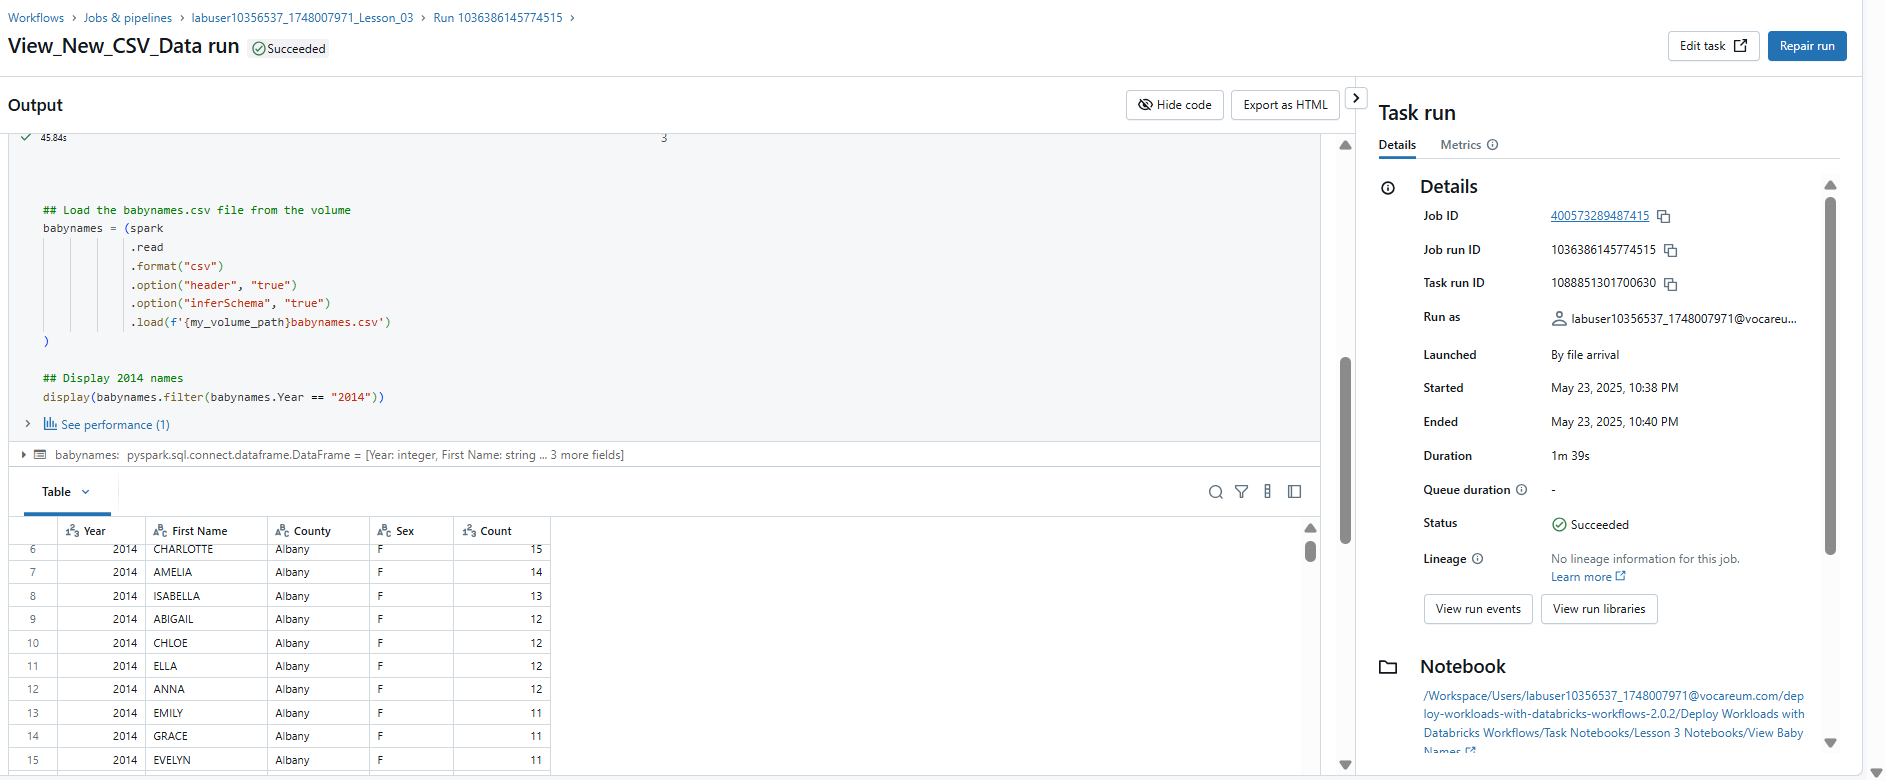 Workflows > Jobs & pipelines > labuser10356537_1748007971_Lesson_03 > Run 1036386145774515 >
View_New_CSV_Data run Succeeded
Edit task
Repair run
Output
Hide code
Export as HTML
45.84s
3
## Load the babynames.csv file from the volume
babynames = (spark
.read
.format("csv")
.option("header", "true")
.option("inferSchema", "true")
.load(f'{my_volume_path}babynames.csv')
)
## Display 2014 names
display(babynames.filter(babynames.Year == "2014"))
See performance (1)
babynames: pyspark.sql.connect.dataframe.DataFrame = [Year: integer, First Name: string ... 3 more fields]
Table
Year First Name County Sex Count
6 2014 CHARLOTTE Albany F 15
7 2014 AMELIA Albany F 14
8 2014 ISABELLA Albany F 13
9 2014 ABIGAIL Albany F 12
10 2014 CHLOE Albany F 12
11 2014 ELLA Albany F 12
12 2014 ANNA Albany F 12
13 2014 EMILY Albany F 11
14 2014 GRACE Albany F 11
15 2014 EVELYN Albany F 11
Task run
Details Metrics
Details
Job ID 400573289487415
Job run ID 1036386145774515
Task run ID 1088851301700630
Run as labuser10356537_1748007971@vocareu...
Launched By file arrival
Started May 23, 2025, 10:38 PM
Ended May 23, 2025, 10:40 PM
Duration 1m 39s
Queue duration -
Status Succeeded
Lineage No lineage information for this job.
Learn more
View run events View run libraries
Notebook
/Workspace/Users/labuser10356537_1748007971@vocareum.com/dep
loy-workloads-with-databricks-workflows-2.0.2/Deploy Workloads with
Databricks Workflows/Task Notebooks/Lesson 3 Notebooks/View Baby
Names